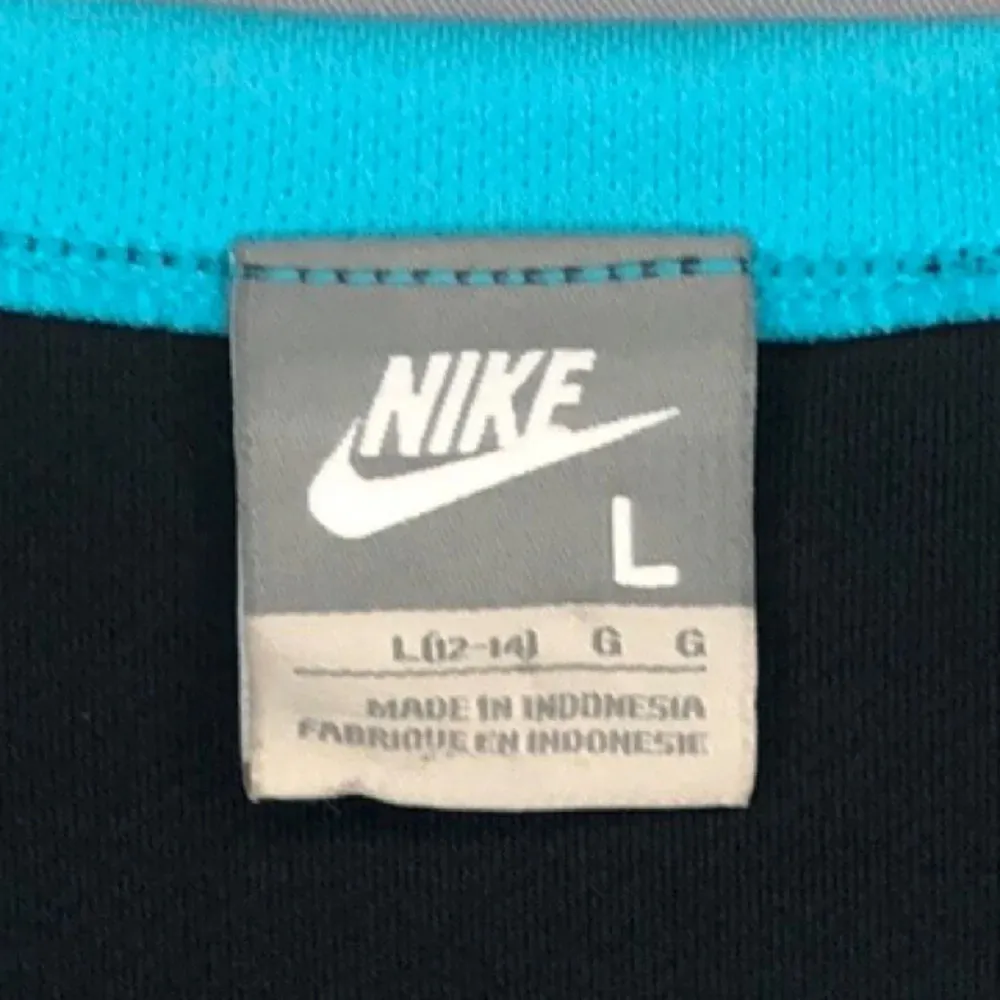 NIKE
L
L(12-14) G G
MADE IN INDONESIA
FABRIQUE EN INDONESIE